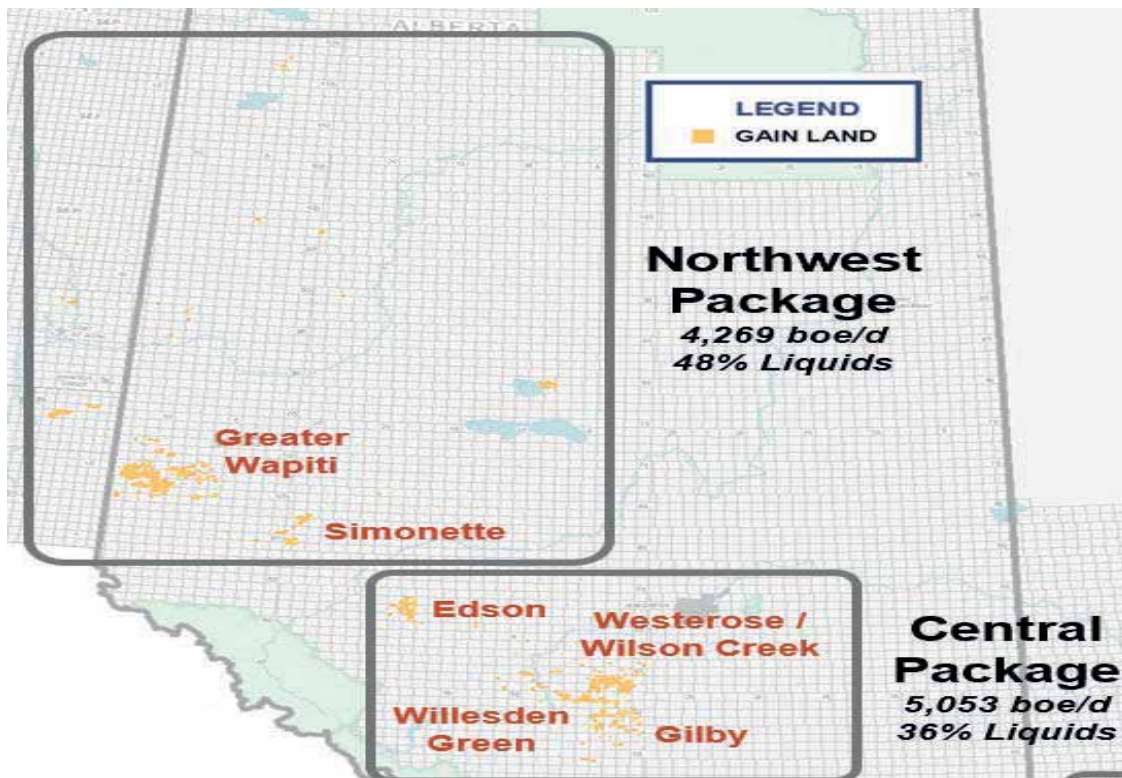 ALBERTA
LEGEND
GAIN LAND
Northwest
Package
4,269 boe/d
48% Liquids
Greater
Wapiti
Simonette
Edson
Westerose /
Wilson Creek
Willesden
Green
Gilby
Central
Package
5,053 boe/d
36% Liquids